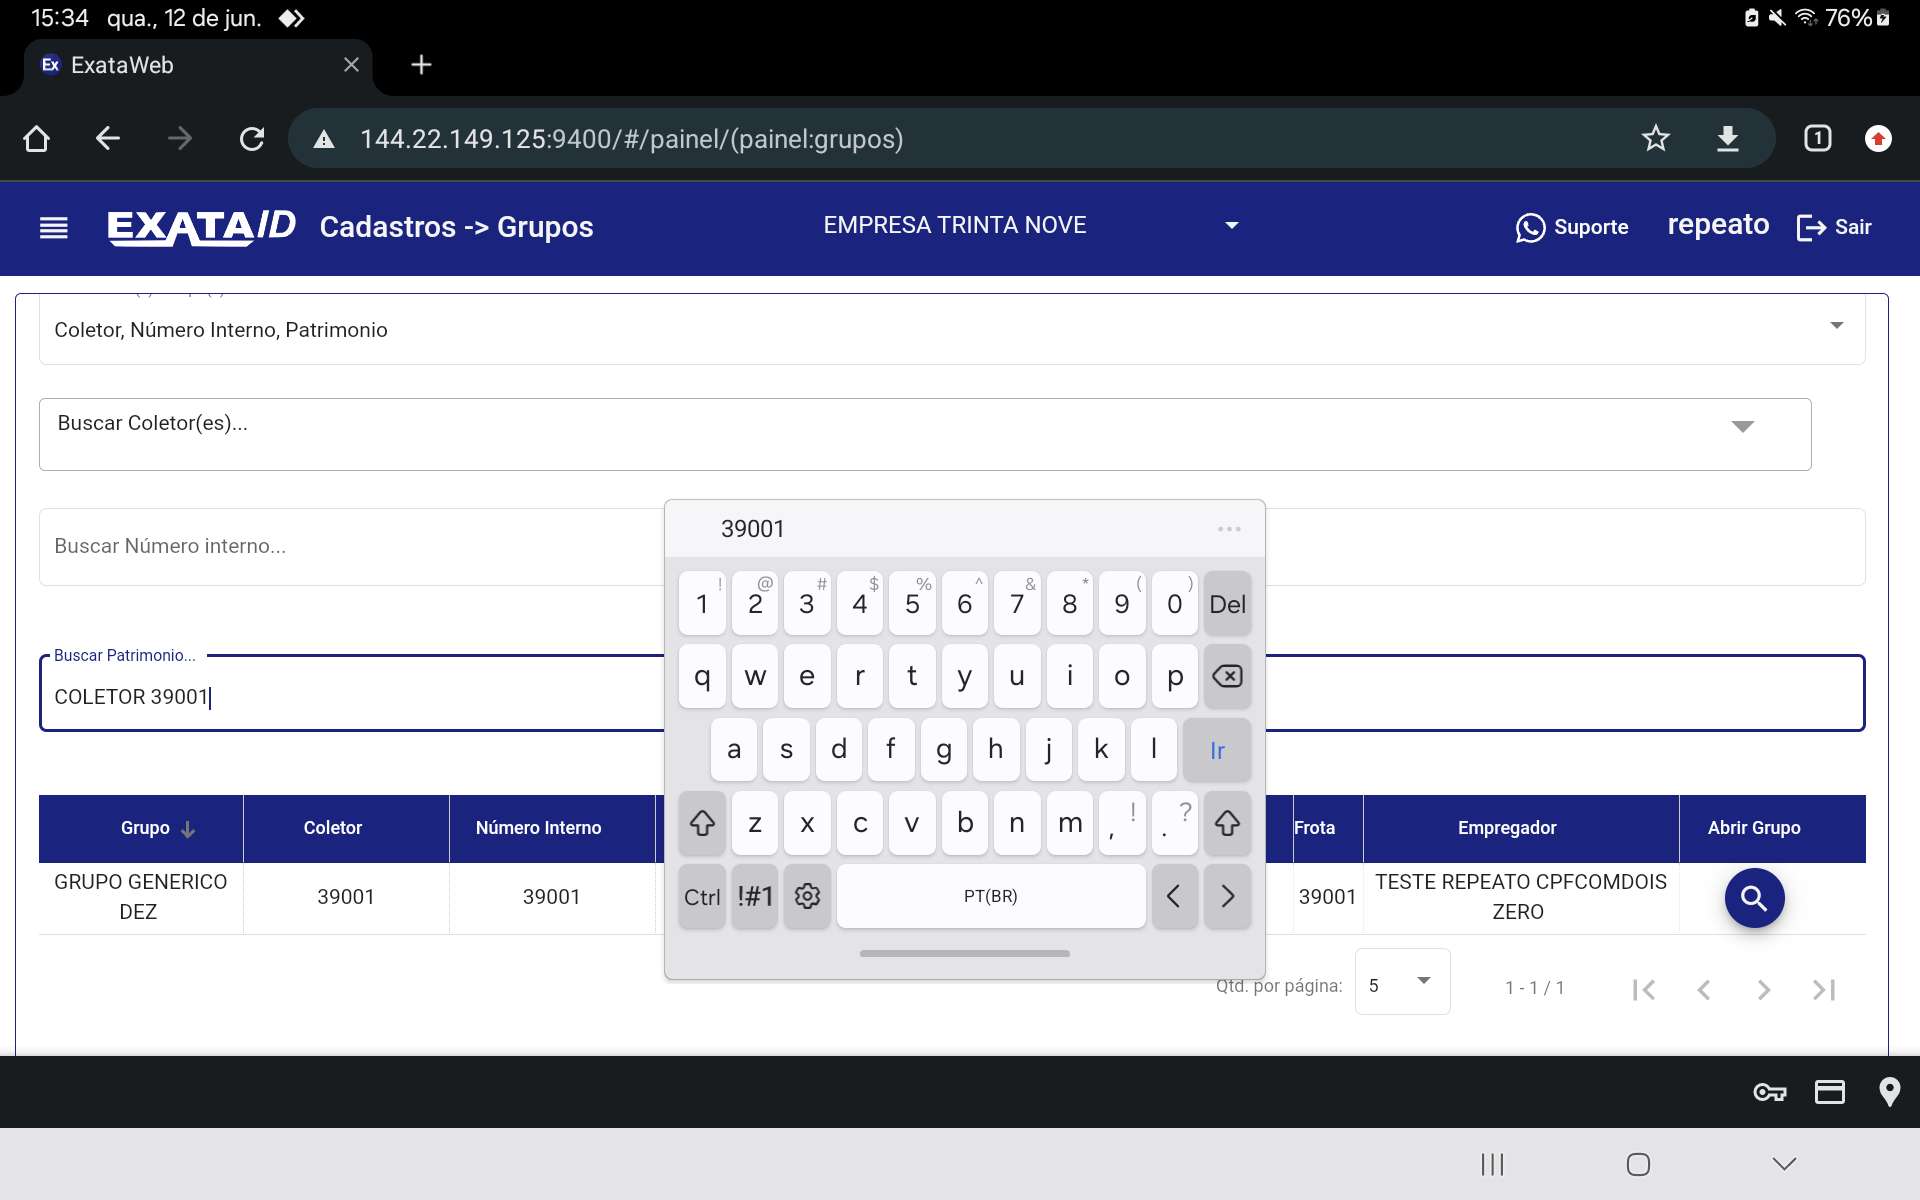 15:34 qua., 12 de jun. 76%
Ex ExataWeb
144.22.149.125:9400/#/painel/(painel:grupos) 1
EXATA/D Cadastros -> Grupos EMPRESA TRINTA NOVE Suporte repeato Sair
Coletor, Número Interno, Patrimonio
Buscar Coletor(es)...
Buscar Número interno...
Buscar Patrimonio...
COLETOR 39001
39001
! @ # $ % ^ & * ( )
1 2 3 4 5 6 7 8 9 0 Del
q w e r t y u i o p
a s d f g h j k l Ir
z x c v b n m , ! . ?
Ctrl !#1 PT(BR) < >
Grupo Coletor Número Interno Frota Empregador Abrir Grupo
GRUPO GENERICO DEZ 39001 39001 39001 TESTE REPEATO CPFCOMDOIS ZERO
Qtd. por página: 5 1 - 1 / 1